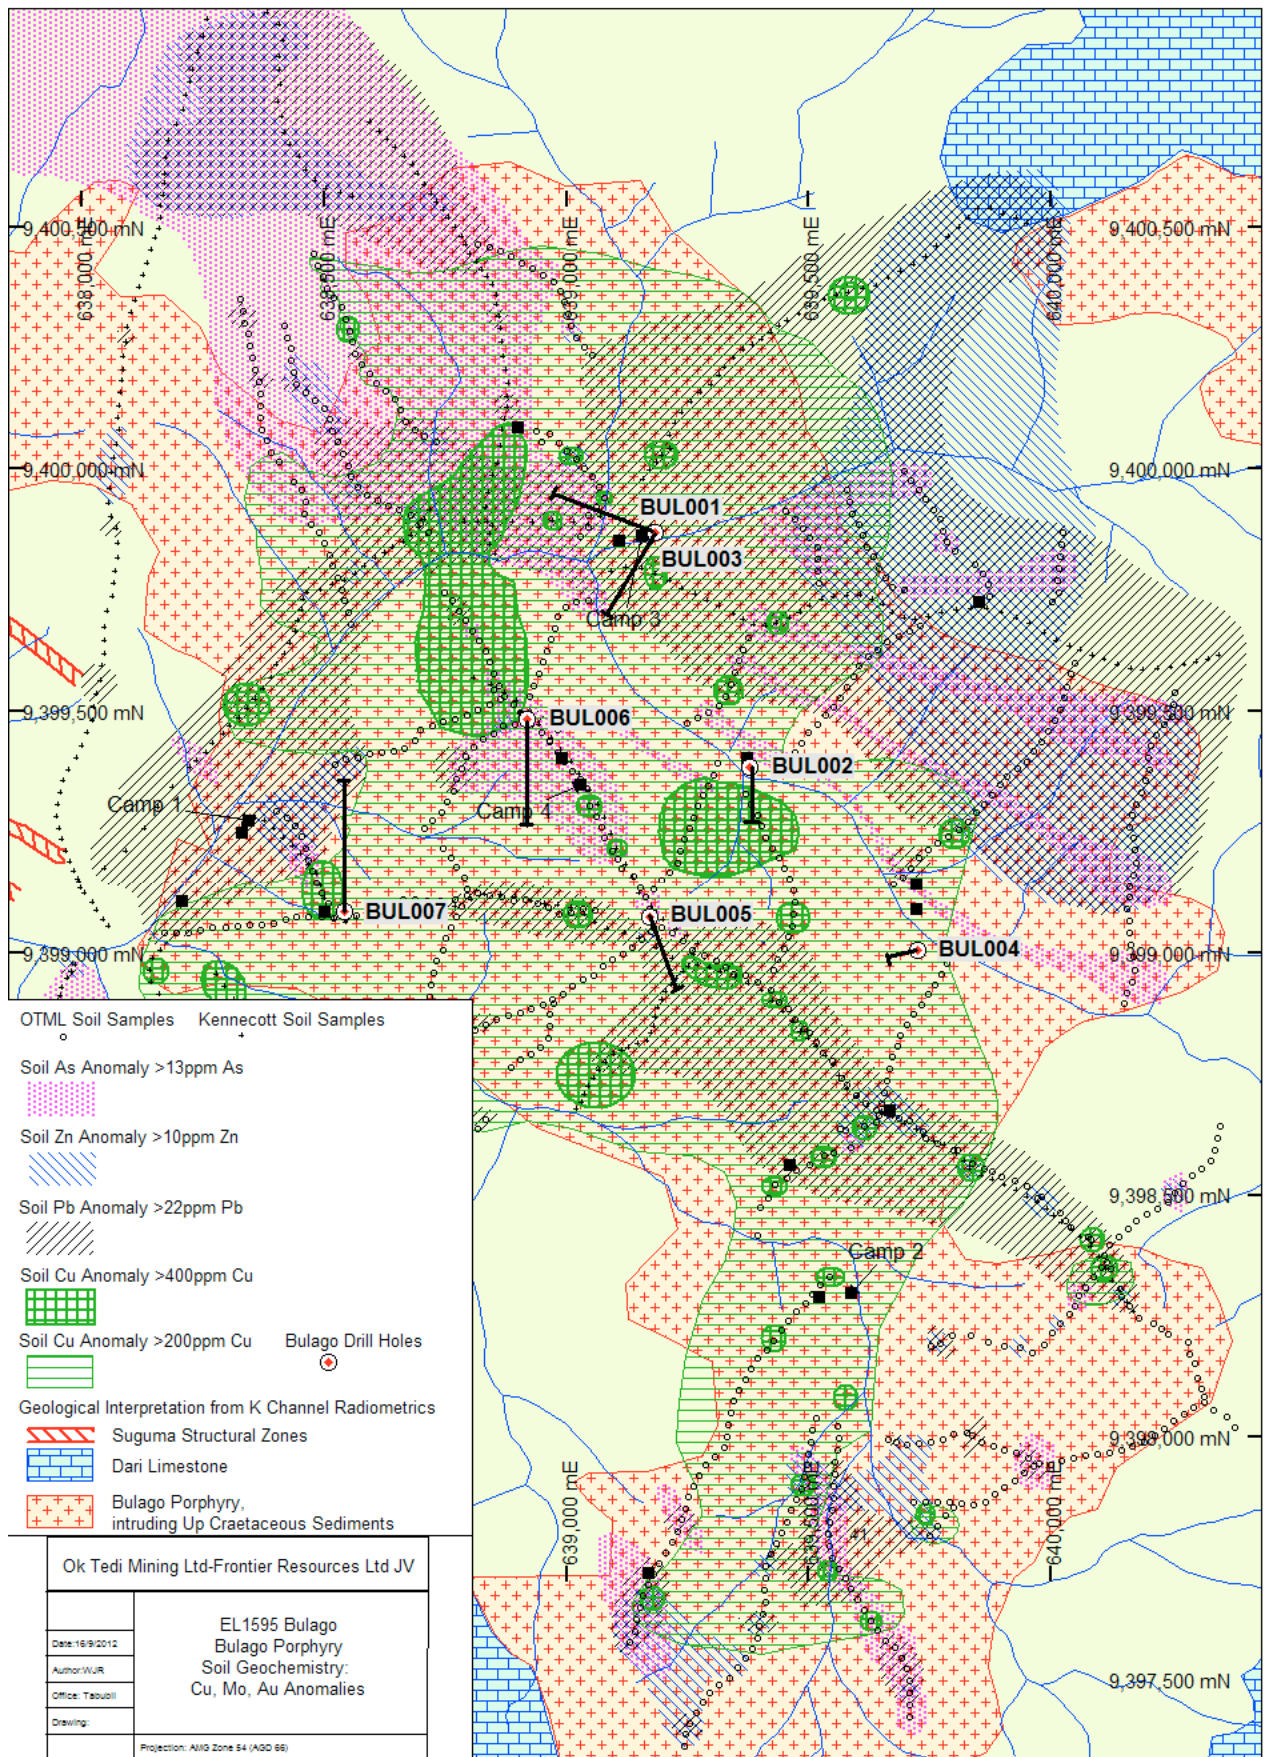 9,400,500 mN
638,000 mE
638,500 mE
639,000 mE
639,500 mE
640,000 mE
9,400,500 mN
9,400,000 mN
9,400,000 mN
BUL001
BUL003
Camp 3
9,399,500 mN
BUL006
9,399,500 mN
BUL002
Camp 1
Camp 4
BUL007
BUL005
9,399,000 mN
BUL004
9,399,000 mN
OTML Soil Samples Kennecott Soil Samples
Soil As Anomaly >13ppm As
Soil Zn Anomaly >10ppm Zn
Soil Pb Anomaly >22ppm Pb
9,398,500 mN
Camp 2
Soil Cu Anomaly >400ppm Cu
Soil Cu Anomaly >200ppm Cu Bulago Drill Holes
Geological Interpretation from K Channel Radiometrics
Suguma Structural Zones
9,398,000 mN
Dari Limestone
Bulago Porphyry,
intruding Up Craetaceous Sediments
639,000 mE
639,500 mE
640,000 mE
41
Ok Tedi Mining Ltd-Frontier Resources Ltd JV
EL1595 Bulago
Bulago Porphyry
Soil Geochemistry:
Cu, Mo, Au Anomalies
Date:16/9/2012
Author:WJR
Office: Tabubil
Drawing:
9,397,500 mN
Projection: AMG Zone 54 (AGD 66)